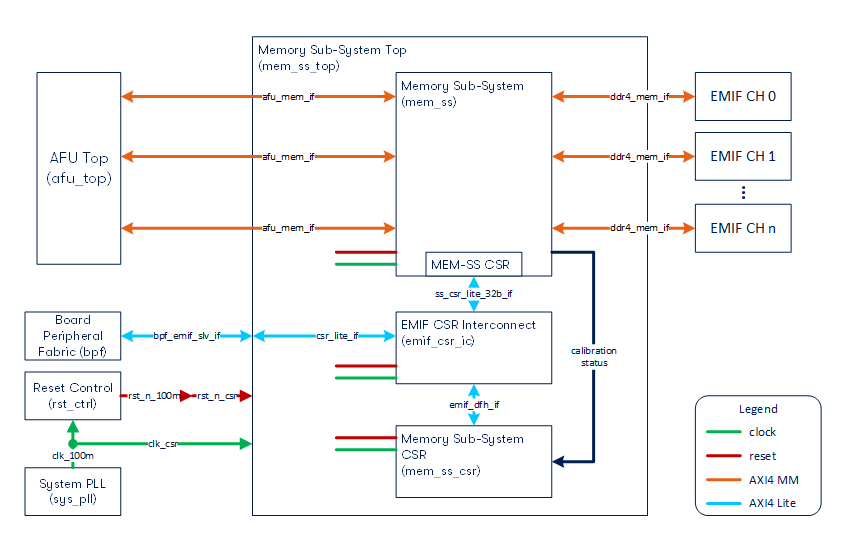 Memory Sub-System Top
(mem_ss_top)
AFU Top
(afu_top)
afu_mem_if
afu_mem_if
afu_mem_if
Memory Sub-System
(mem_ss)
MEM-SS CSR
ddr4_mem_if
ddr4_mem_if
ddr4_mem_if
EMIF CH 0
EMIF CH 1
EMIF CH n
ss_csr_lite_32b_if
Board
Peripheral
Fabric (bpf)
bpf_emif_slv_if
csr_lite_if
EMIF CSR Interconnect
(emif_csr_ic)
calibration
status
Reset Control
(rst_ctrl)
rst_n_100m
rst_n_csr
emif_dfh_if
clk_100m
clk_csr
Memory Sub-System
CSR
(mem_ss_csr)
System PLL
(sys_pll)
Legend
clock
reset
AXI4 MM
AXI4 Lite